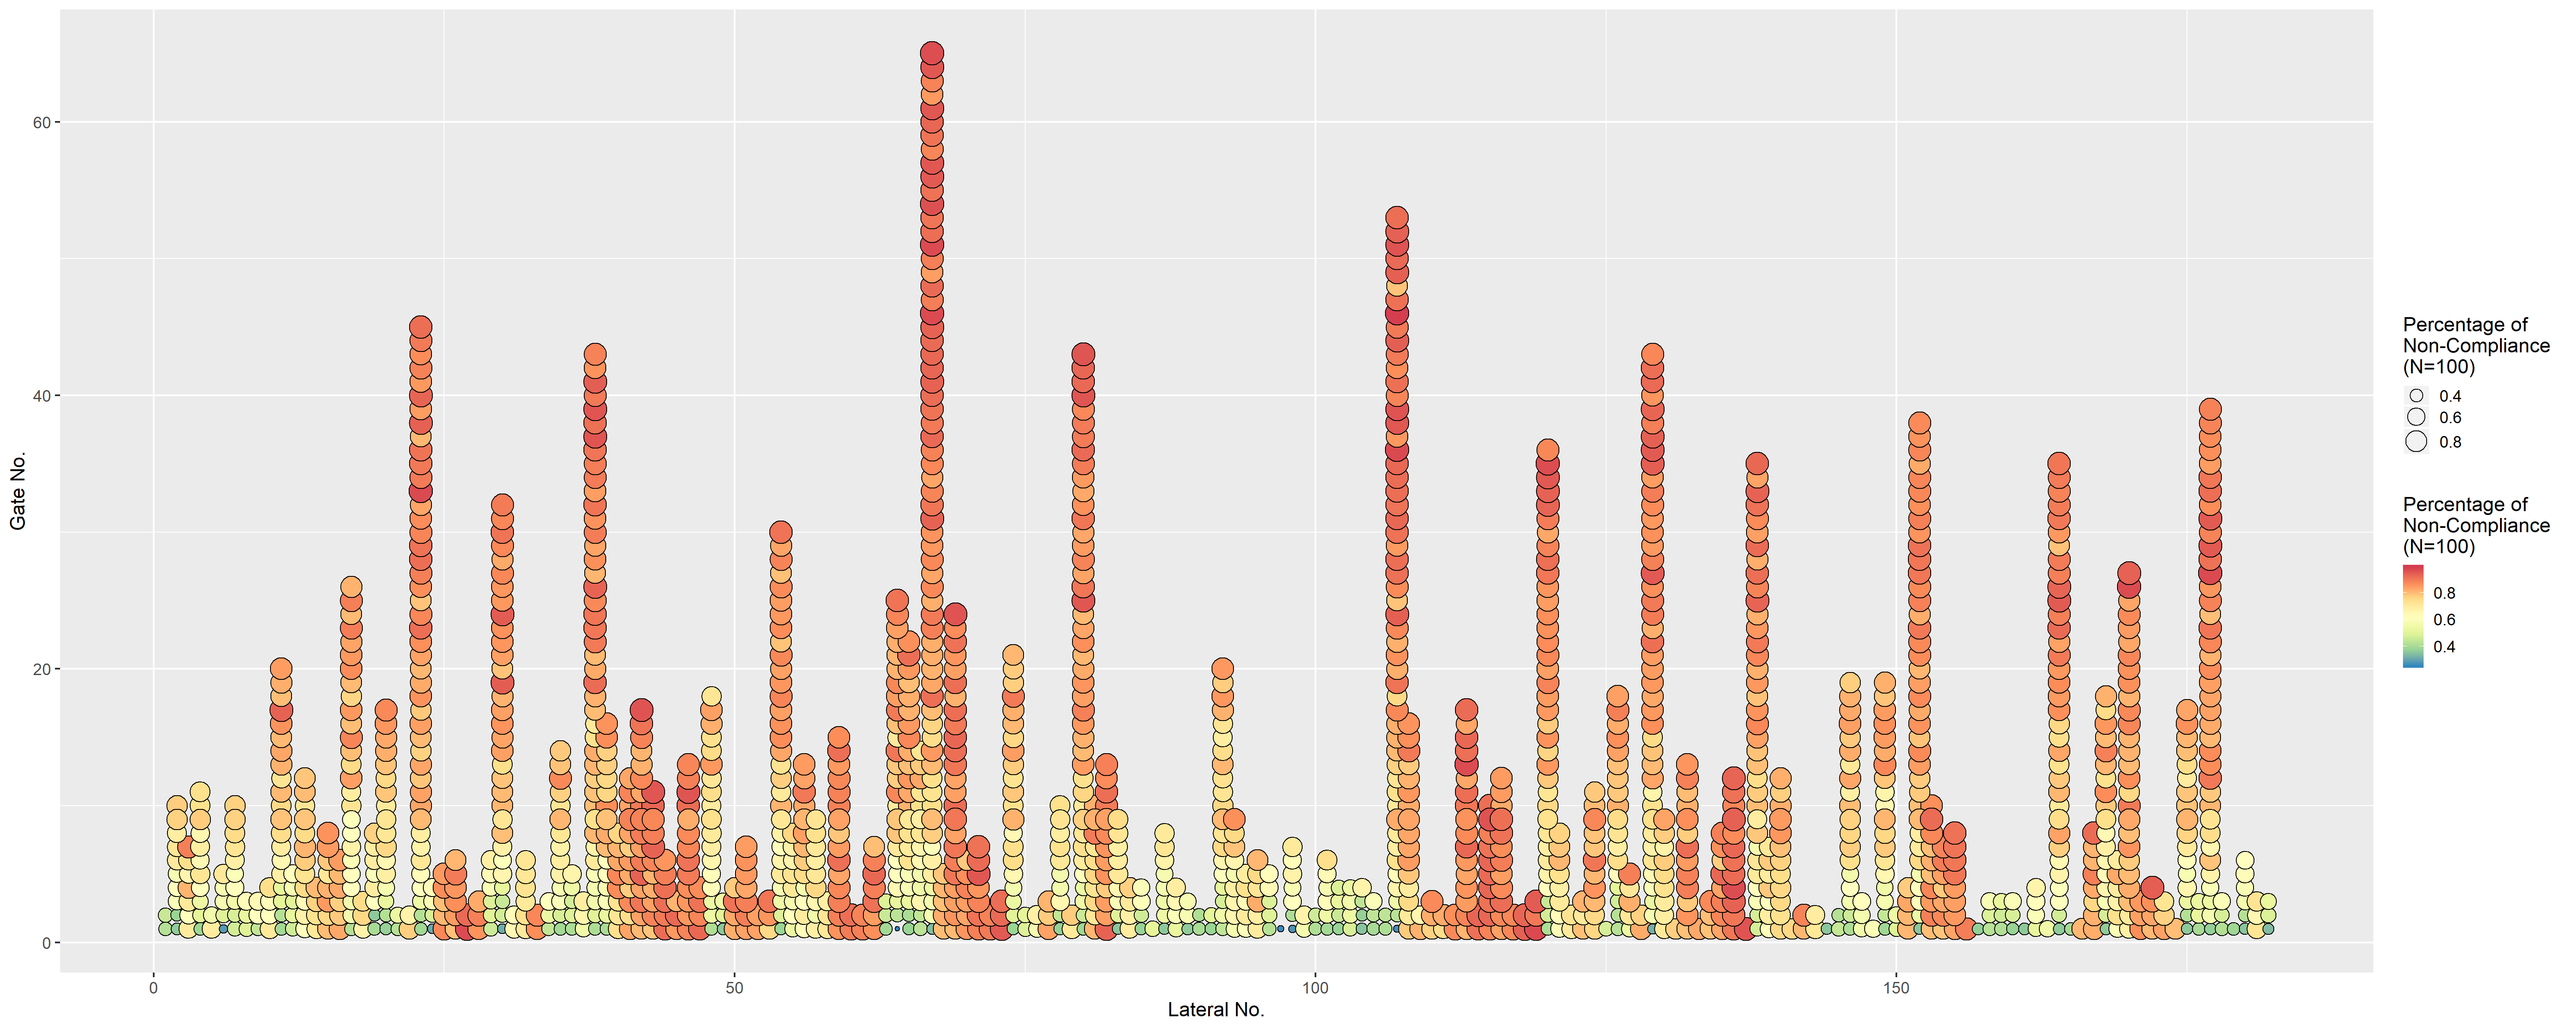 60
40
20
0
Gate No.
0
50
100
150
Lateral No.
Percentage of
Non-Compliance
(N=100)
0.4
0.6
0.8
Percentage of
Non-Compliance
(N=100)
0.8
0.6
0.4